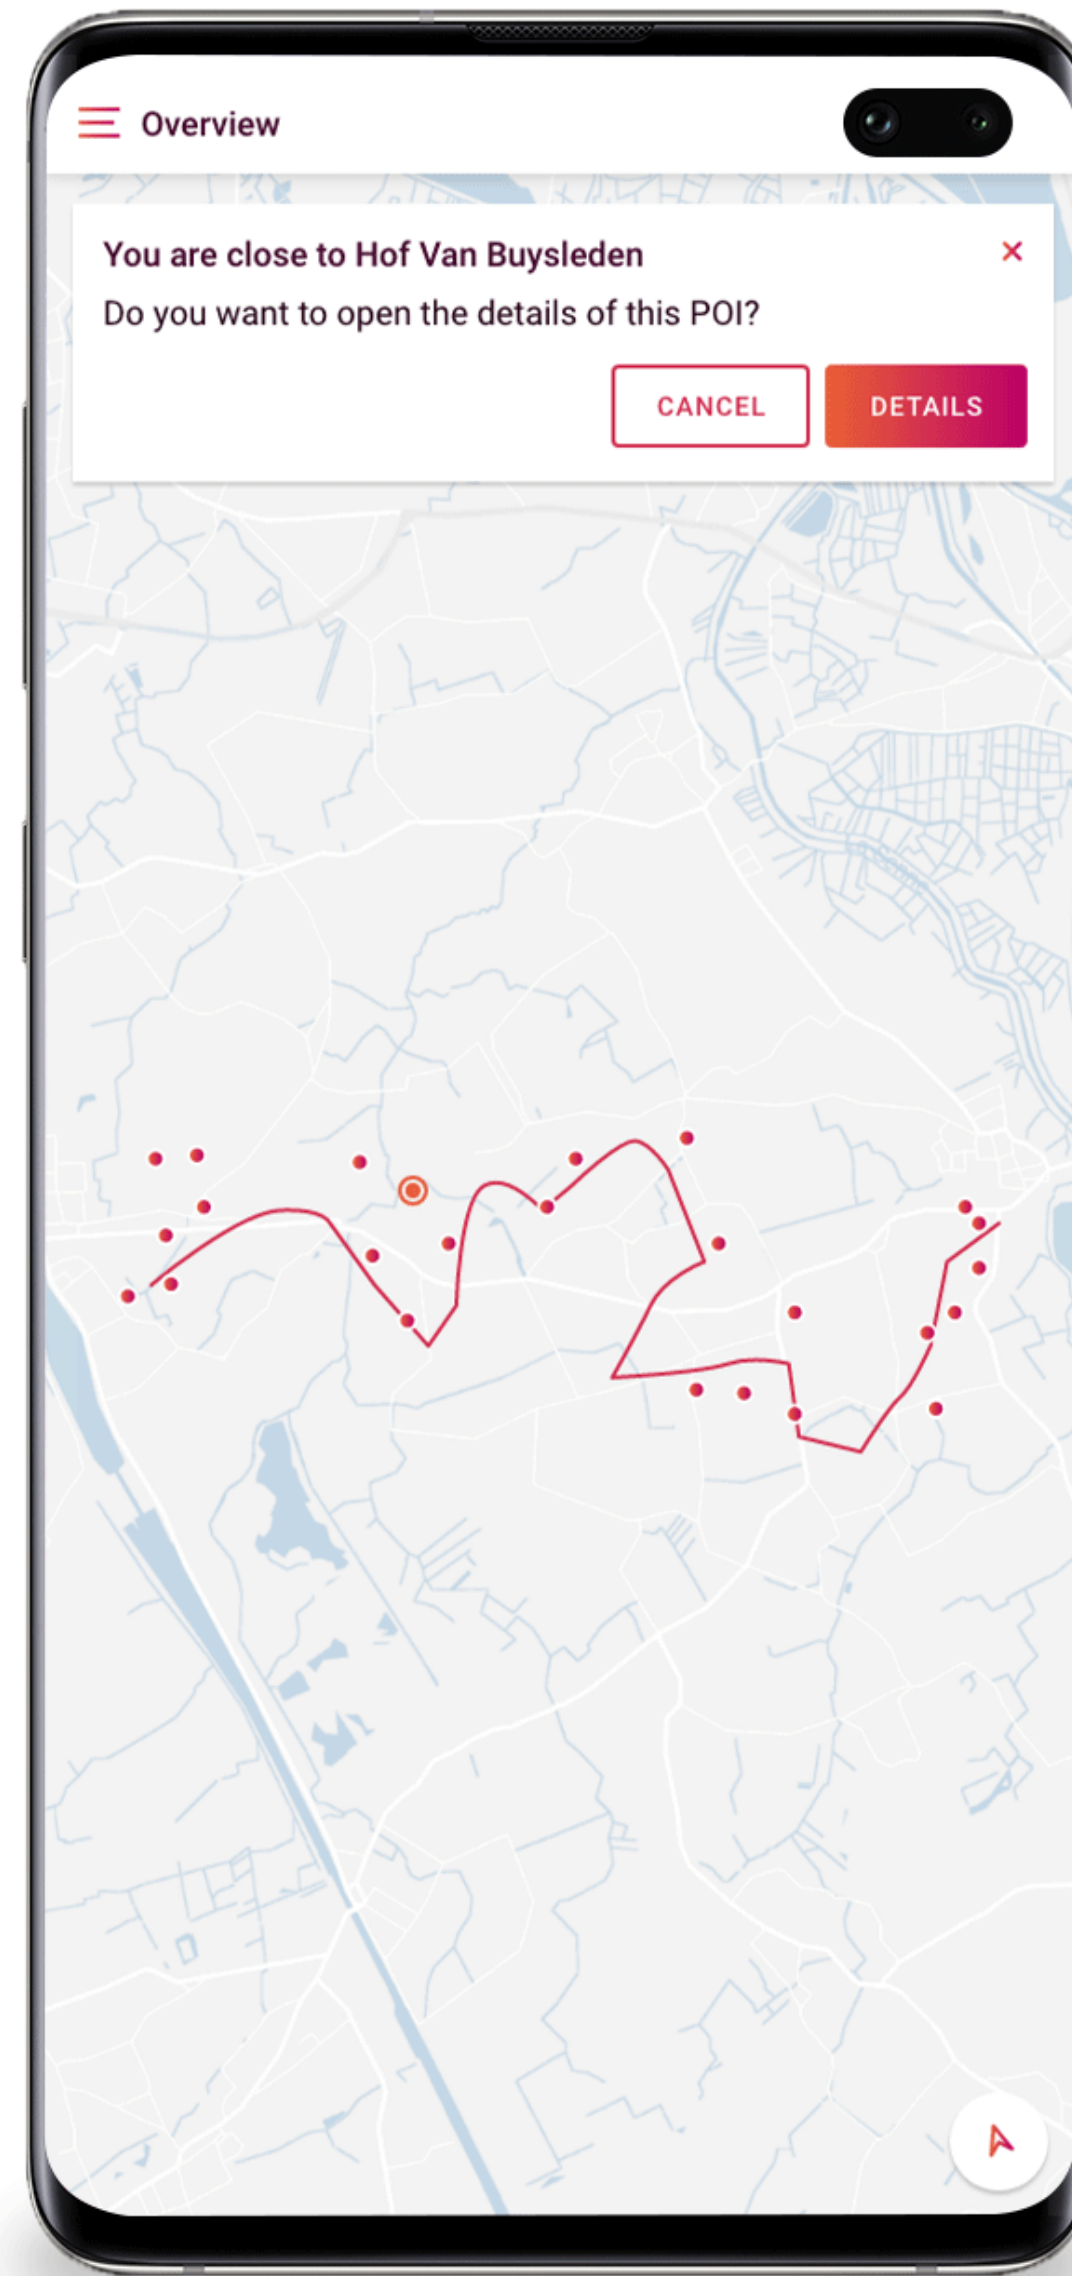 Overview
You are close to Hof Van Buysleden
Do you want to open the details of this POI?
CANCEL
DETAILS